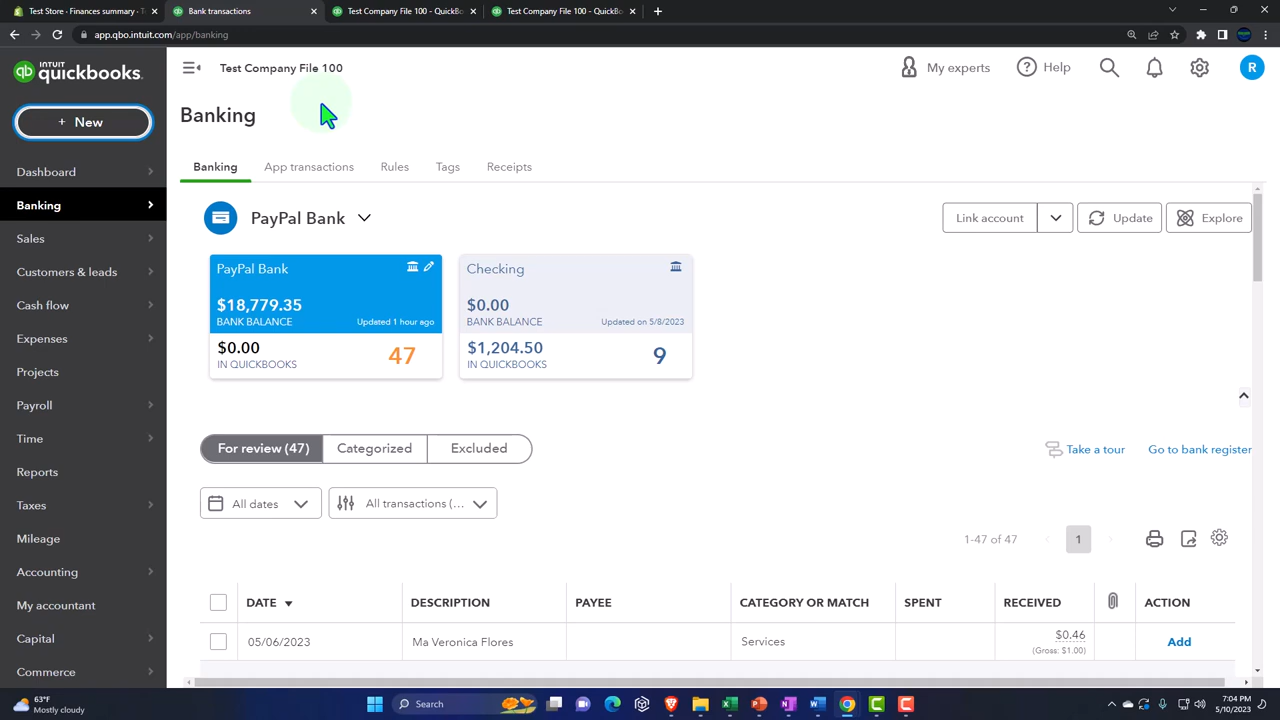 Test Store - Finances summary - T
Banking
Test Company File 100 - QuickBo
Test Company File 100 - QuickBo
app.qbo.intuit.com/app/banking
INTUIT
quickbooks.
Test Company File 100
My experts
Help
R
+ New
Banking
Banking
App transactions
Rules
Tags
Receipts
Dashboard
Banking
Sales
Customers & leads
Cash flow
Expenses
Projects
Payroll
Time
Reports
Taxes
Mileage
Accounting
My accountant
Capital
Commerce
PayPal Bank
Link account
Update
Explore
PayPal Bank
$18,779.35
BANK BALANCE
Updated 1 hour ago
$0.00
IN QUICKBOOKS
47
Checking
$0.00
BANK BALANCE
Updated on 5/8/2023
$1,204.50
IN QUICKBOOKS
9
For review (47)
Categorized
Excluded
Take a tour
Go to bank register
All dates
All transactions (...
1-47 of 47
1
DATE
DESCRIPTION
PAYEE
CATEGORY OR MATCH
SPENT
RECEIVED
ACTION
05/06/2023
Ma Veronica Flores
Services
$0.46
(Gross: $1.00)
Add
63°F
Mostly cloudy
Search
7:04 PM
5/10/2023